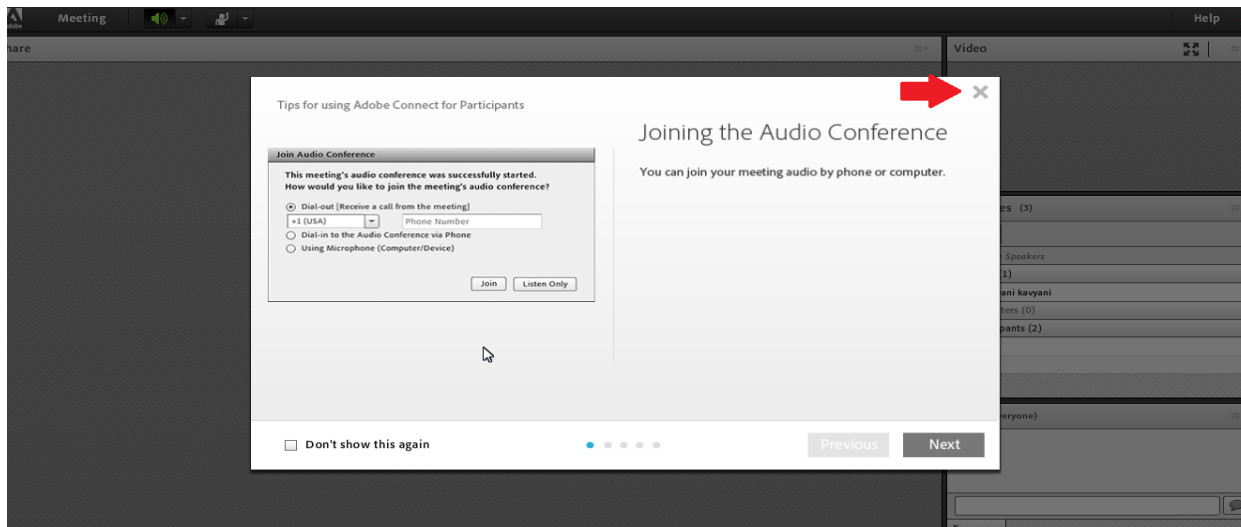 Adobe
Meeting
Help
hare
Video
Tips for using Adobe Connect for Participants
Joining the Audio Conference
Join Audio Conference
This meeting's audio conference was successfully started.
How would you like to join the meeting's audio conference?
You can join your meeting audio by phone or computer.
Dial-out [Receive a call from the meeting]
+1 (USA)
Phone Number
Dial-in to the Audio Conference via Phone
Using Microphone (Computer/Device)
Join
Listen Only
es (3)
Speakers
1)
ani kavyani
ters (0)
pants (2)
eryone)
Don't show this again
Previous
Next